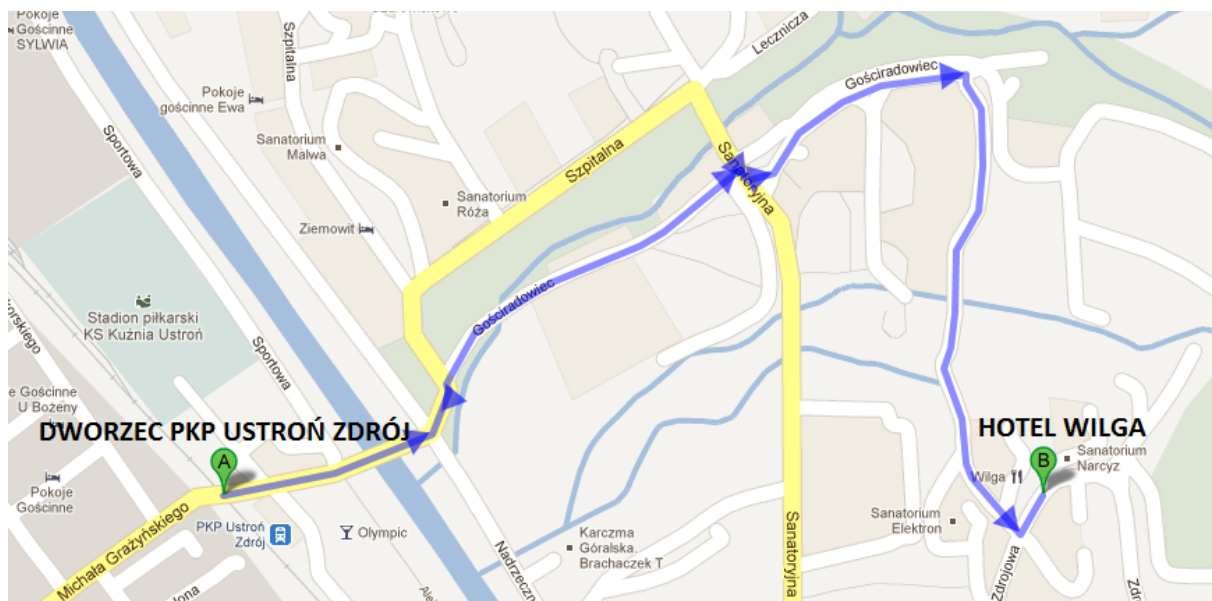 Pokoje
Gościnne
SYLWIA
Szpitalna
Lecznicza
Pokoje
gościnne Ewa
Gościradowiec
Sportowa
Sanatorium
Malwa
Szpitalna
Sanatoryjna
Sanatorium
Róża
Ziemowit
Gościradowiec
Stadion piłkarski
KS Kuźnia Ustroń
Sportowa
Gościnne
U Bożeny
DWORZEC PKP USTROŃ ZDRÓJ
HOTEL WILGA
A
B
Sanatorium
Narcyz
Wilga
Pokoje
Gościnne
Michała Grażyńskiego
PKP Ustroń
Zdrój
Olympic
Sanatorium
Elektron
Sanatoryjna
Karczma
Góralska
Brachaczek T
Zdrojowa